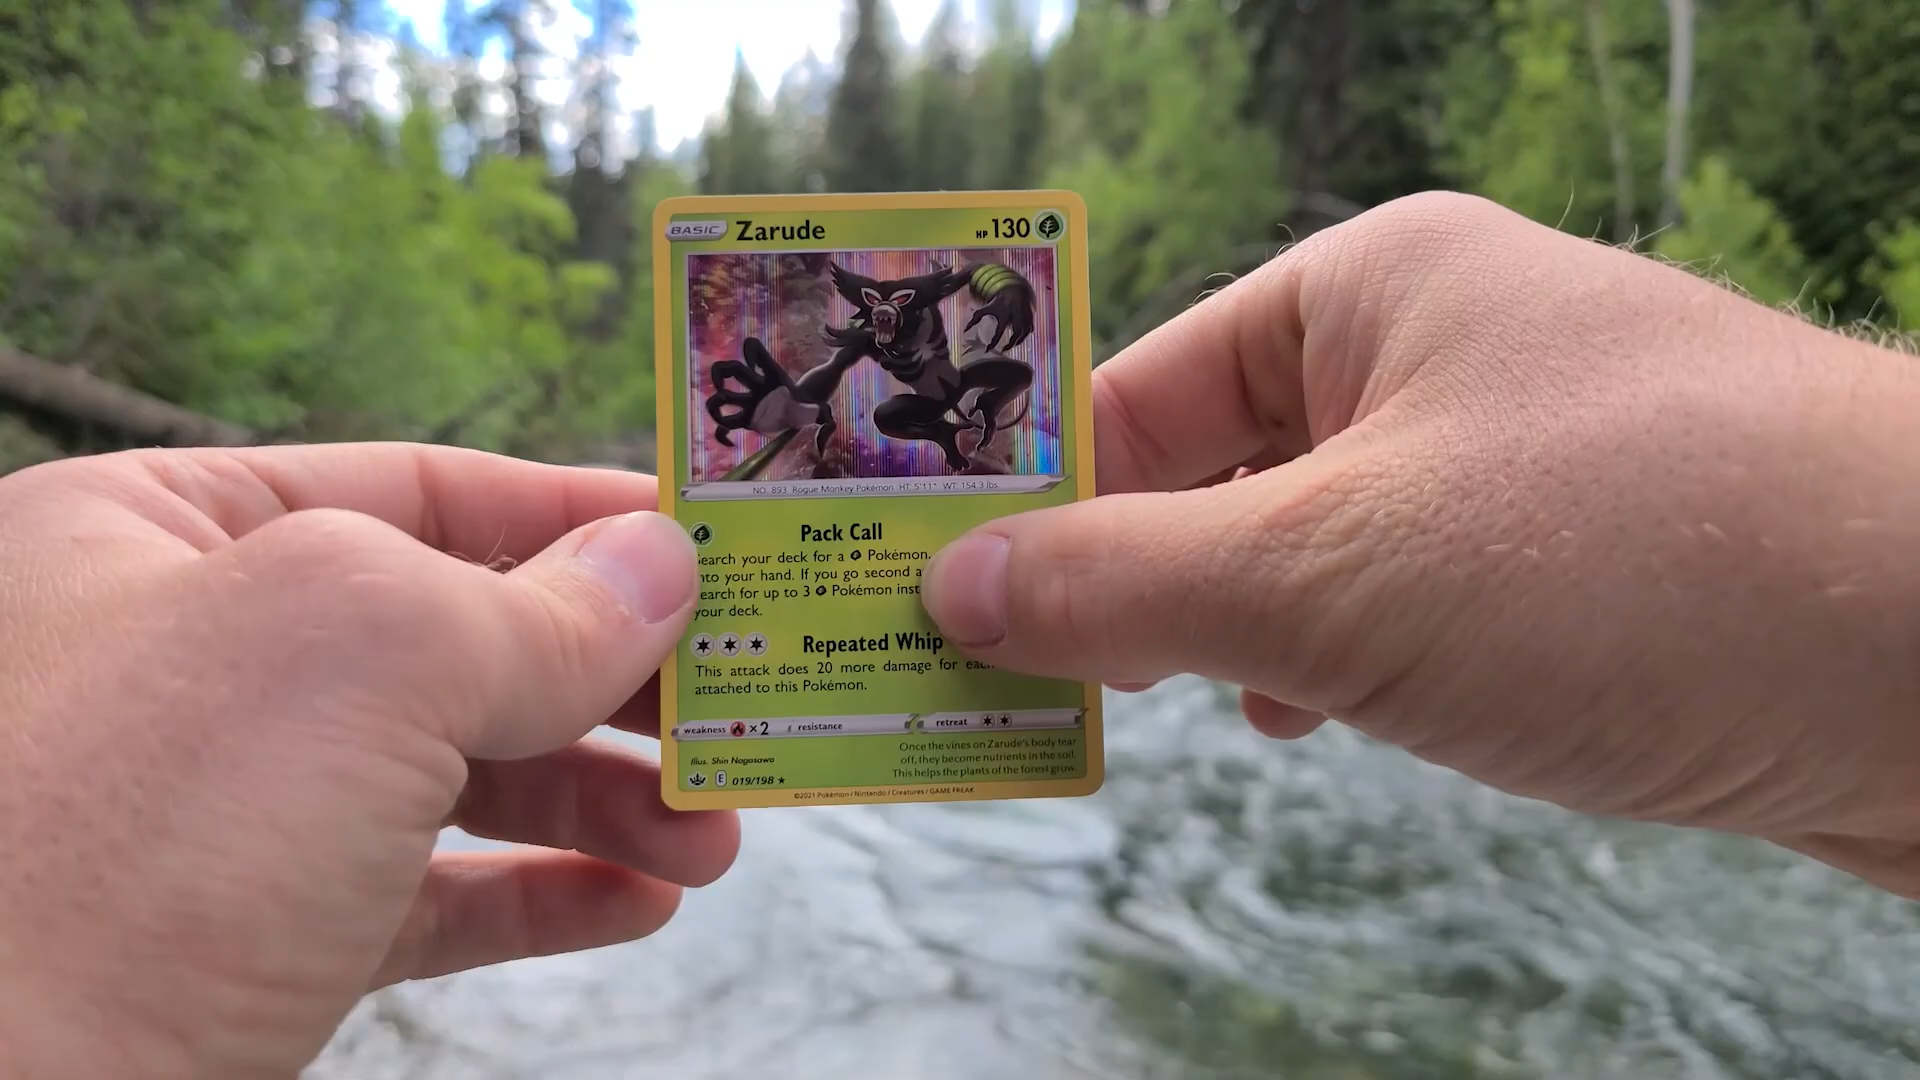 BASIC Zarude HP 130
NO. 893 Rogue Monkey Pokémon HT: 5'11" WT: 154.3 lbs.
Pack Call
earch your deck for a Pokémon.
nto your hand. If you go second a
earch for up to 3 Pokémon inst
your deck.
Repeated Whip
This attack does 20 more damage for eac
attached to this Pokémon.
weakness ×2 resistance retreat
Once the vines on Zarude's body tear
off, they become nutrients in the soil.
This helps the plants of the forest grow.
Illus. Shin Nagasawa
E 019/198 ★
©2021 Pokémon / Nintendo / Creatures / GAME FREAK